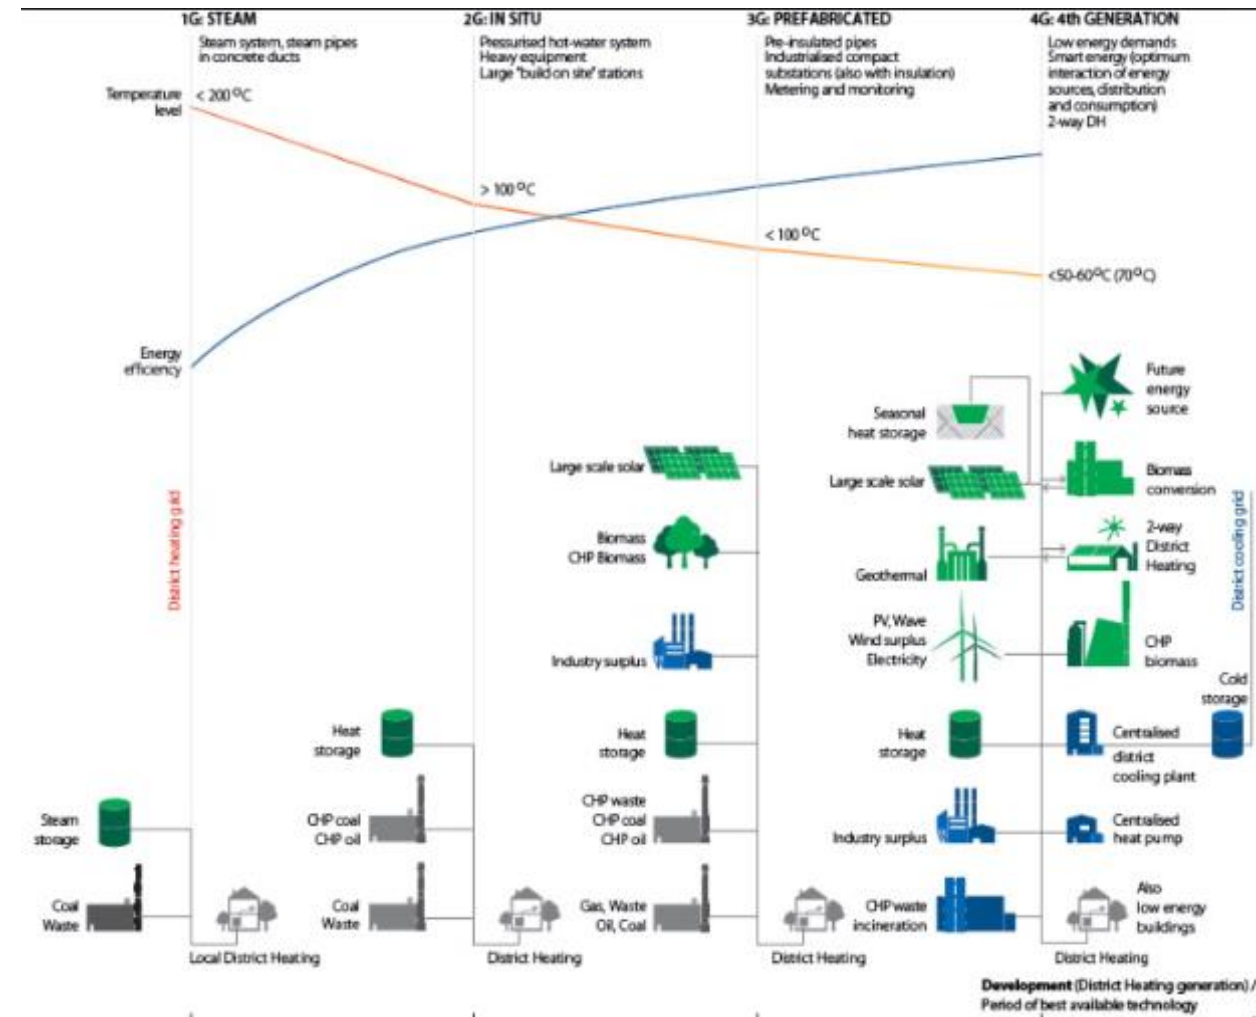 1G: STEAM
Steam system, steam pipes
in concrete ducts
2G: IN SITU
Pressurised hot-water system
Heavy equipment
Large "build on site" stations
3G: PREFABRICATED
Pre-insulated pipes
Industrialised compact
substations (also with insulation)
Metering and monitoring
4G: 4th GENERATION
Low energy demands
Smart energy (optimum
interaction of energy
sources, distribution
and consumption)
2-way DH
Temperature
level
< 200 ºC
> 100 ºC
< 100 ºC
<50-60ºC (70ºC)
Energy
efficiency
District heating grid
Steam
storage
Coal
Waste
Local District Heating
Heat
storage
CHP coal
CHP oil
Coal
Waste
District Heating
Large scale solar
Biomass
CHP Biomass
Industry surplus
Heat
storage
CHP waste
CHP coal
CHP oil
Gas, Waste
Oil, Coal
District Heating
Seasonal
heat storage
Large scale solar
Geothermal
PV, Wave
Wind surplus
Electricity
Heat
storage
Industry surplus
CHP waste
incineration
Future
energy
source
Biomass
conversion
2-way
District
Heating
CHP
biomass
Centralised
district
cooling plant
Centralised
heat pump
Also
low energy
buildings
District Heating
District cooling grid
Cold
storage
Development (District Heating generation) /
Period of best available technology